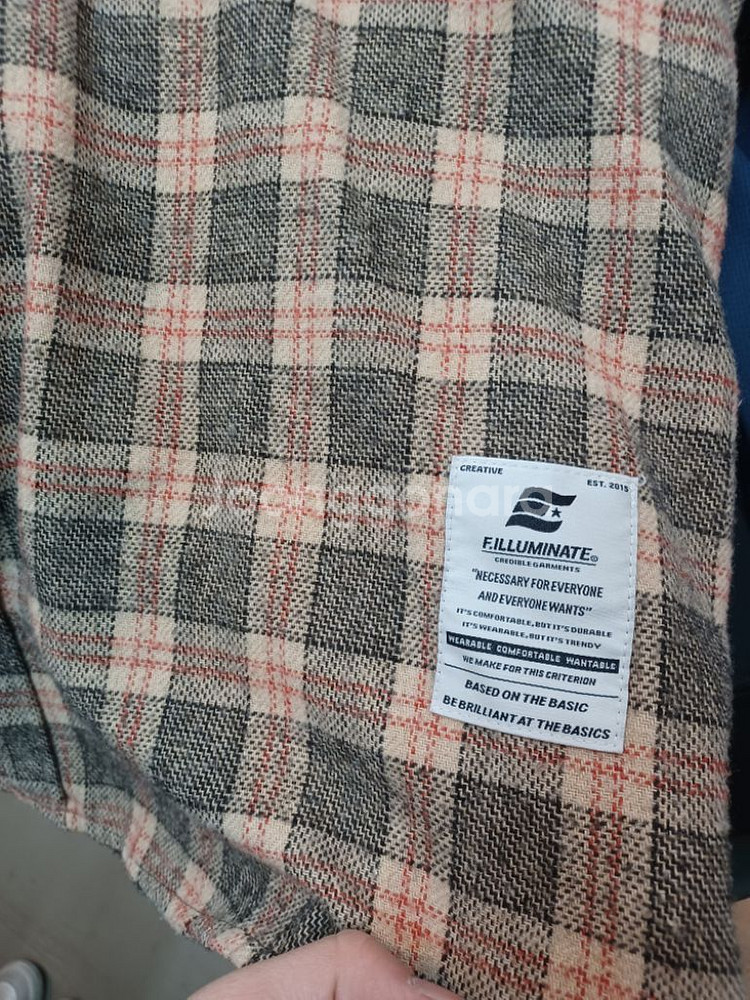 CREATIVE
EST. 2015
F.ILLUMINATE®
CREDIBLE GARMENTS
"NECESSARY FOR EVERYONE
AND EVERYONE WANTS"
IT'S COMFORTABLE, BUT IT'S DURABLE
IT'S WEARABLE, BUT IT'S TRENDY
WEARABLE COMFORTABLE WANTABLE
WE MAKE FOR THIS CRITERION
BASED ON THE BASIC
BE BRILLIANT AT THE BASICS